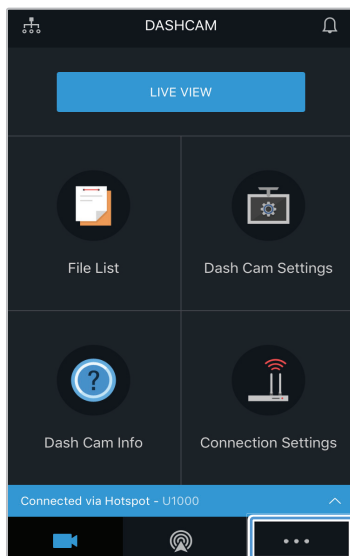 DASHCAM
LIVE VIEW
File List
Dash Cam Settings
Dash Cam Info
Connection Settings
Connected via Hotspot - U1000